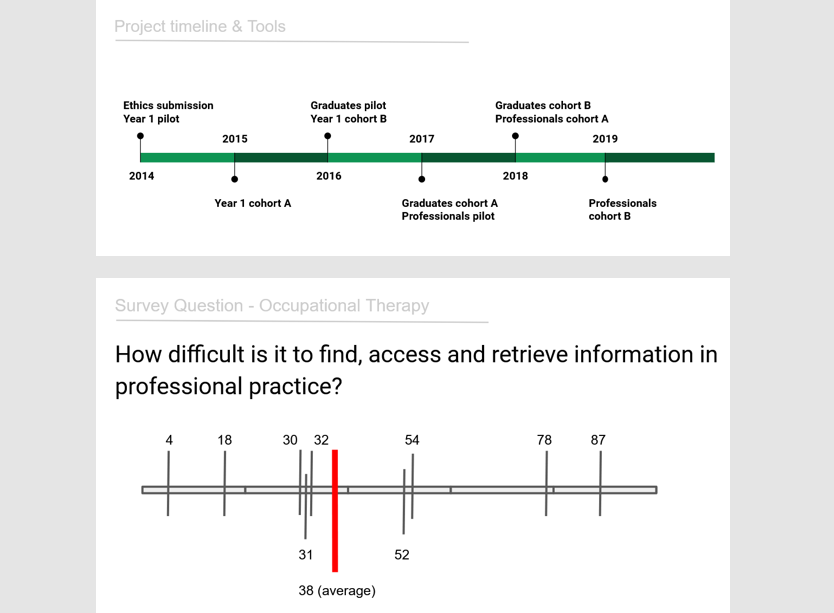 Project timeline & Tools
Ethics submission
Year 1 pilot
Graduates pilot
Year 1 cohort B
Graduates cohort B
Professionals cohort A
2015
2017
2019
2014
2016
2018
Year 1 cohort A
Graduates cohort A
Professionals pilot
Professionals
cohort B
Survey Question - Occupational Therapy
How difficult is it to find, access and retrieve information in
professional practice?
4 18 30 32 54 78 87
31 52
38 (average)